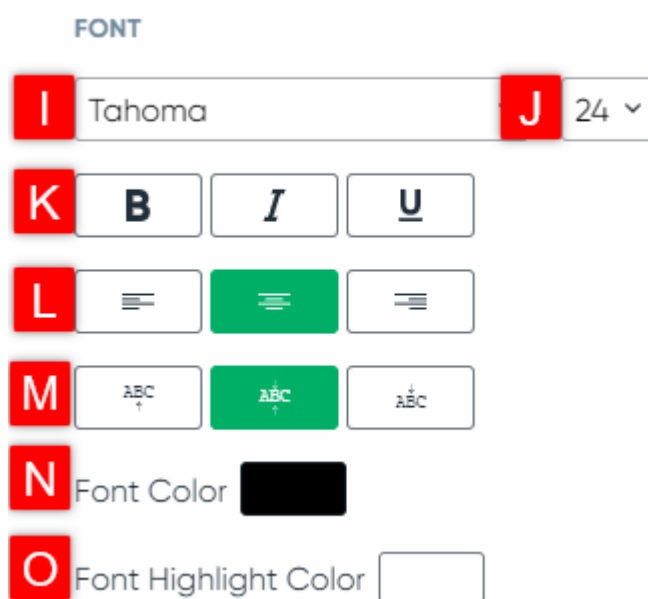 FONT
I Tahoma J 24
K B I U
L
M ABC ABC ABC
N Font Color
O Font Highlight Color